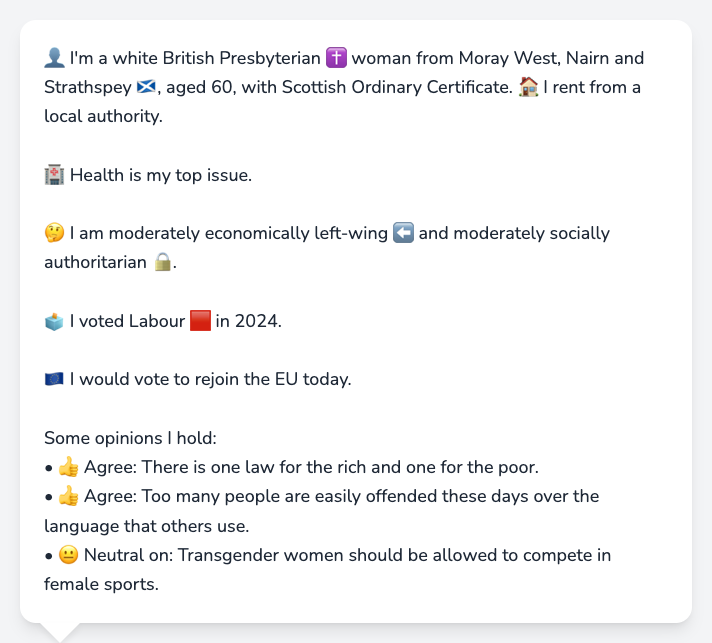 👤 I'm a white British Presbyterian ✝️ woman from Moray West, Nairn and
Strathspey 🏴󠁧󠁢󠁳󠁣󠁴󠁿, aged 60, with Scottish Ordinary Certificate. 🏠 I rent from a
local authority.
🏥 Health is my top issue.
🤔 I am moderately economically left-wing ⬅️ and moderately socially
authoritarian 🔒.
🗳️ I voted Labour 🟥 in 2024.
🇪🇺 I would vote to rejoin the EU today.
Some opinions I hold:
• 👍 Agree: There is one law for the rich and one for the poor.
• 👍 Agree: Too many people are easily offended these days over the
language that others use.
• 😐 Neutral on: Transgender women should be allowed to compete in
female sports.